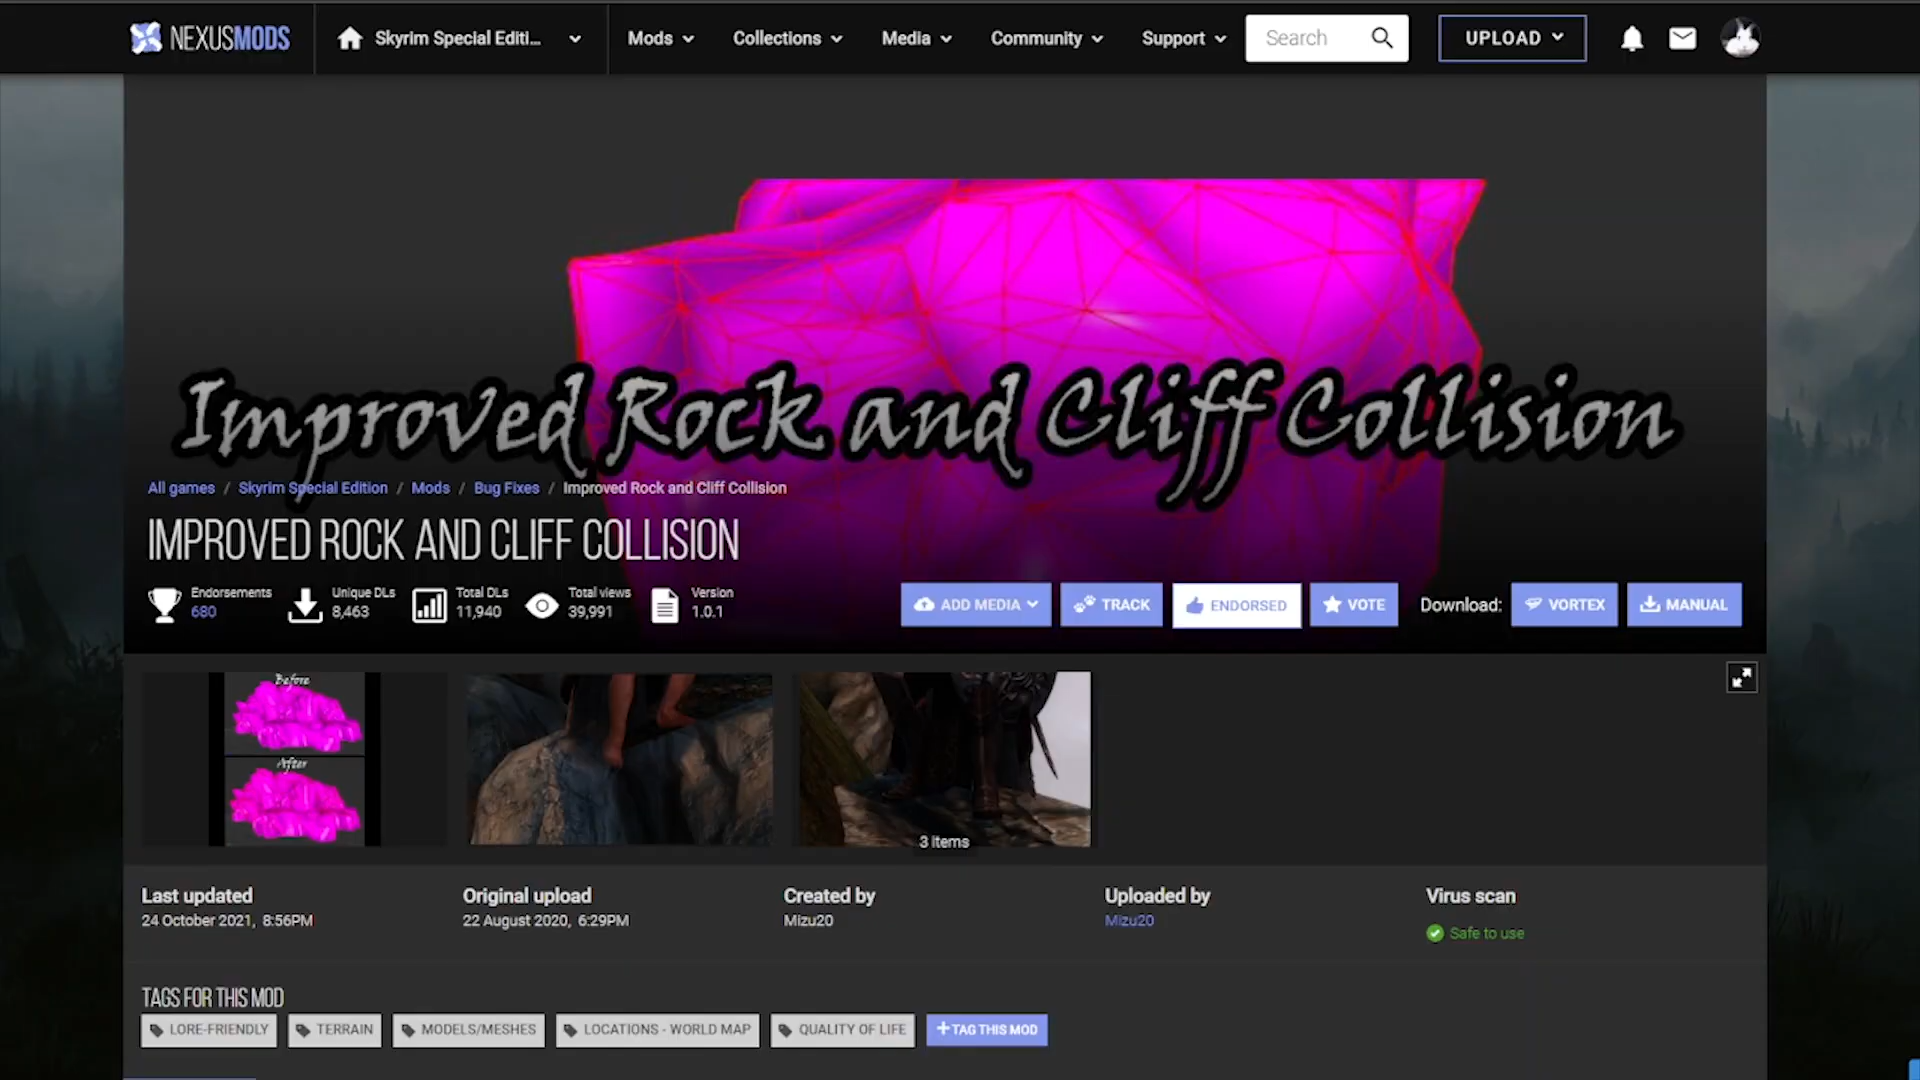 NEXUSMODS
Skyrim Special Editi...
Mods
Collections
Media
Community
Support
Search
UPLOAD
Improved Rock and Cliff Collision
All games / Skyrim Special Edition / Mods / Bug Fixes / Improved Rock and Cliff Collision
IMPROVED ROCK AND CLIFF COLLISION
Endorsements
680
Unique DLs
8,463
Total DLs
11,940
Total views
39,991
Version
1.0.1
ADD MEDIA
TRACK
ENDORSED
VOTE
Download:
VORTEX
MANUAL
Before
After
3 items
Last updated
24 October 2021, 8:56PM
Original upload
22 August 2020, 6:29PM
Created by
Mizu20
Uploaded by
Mizu20
Virus scan
Safe to use
TAGS FOR THIS MOD
LORE-FRIENDLY
TERRAIN
MODELS/MESHES
LOCATIONS - WORLD MAP
QUALITY OF LIFE
+ TAG THIS MOD